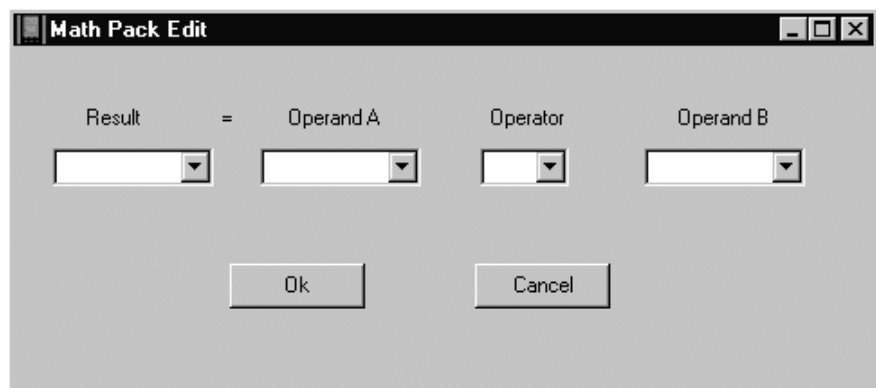 Math Pack Edit
Result = Operand A Operator Operand B
Ok Cancel